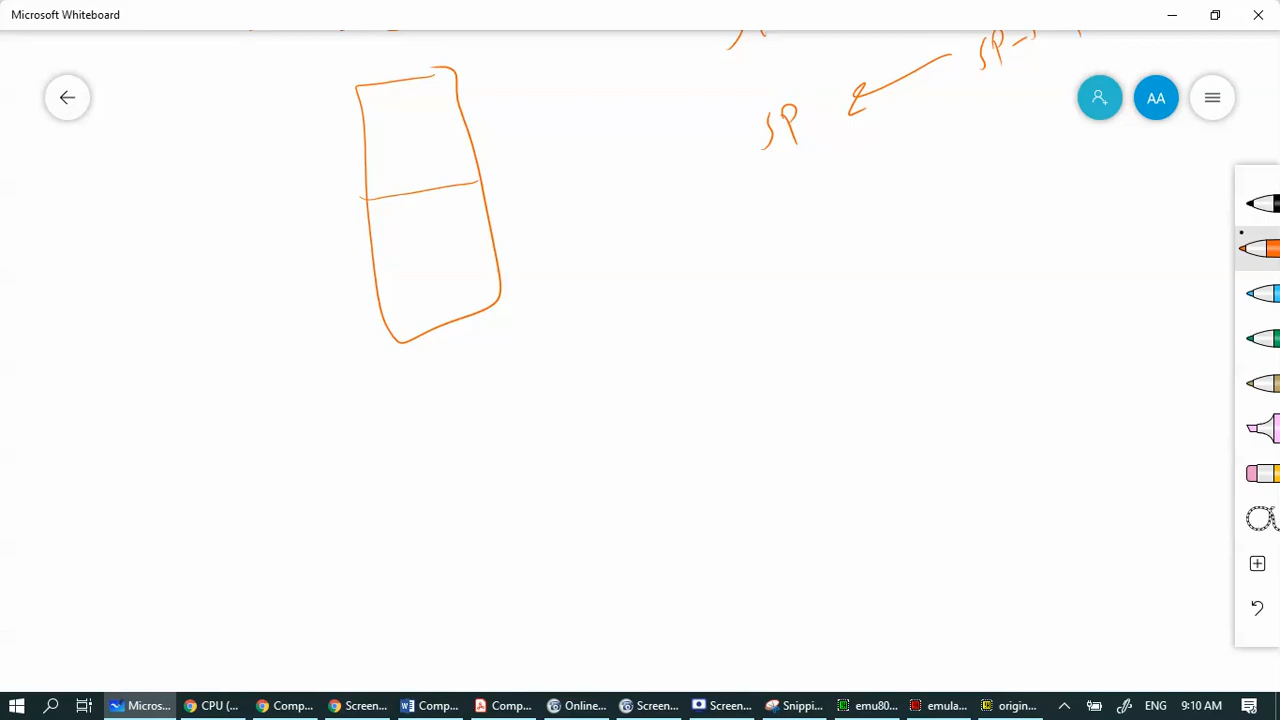 Microsoft Whiteboard
SP
AA
Micros...
CPU (...
Comp...
Screen...
Comp...
Comp...
Online...
Screen...
Screen...
Snippi...
emu80...
emula...
origin...
ENG
9:10 AM